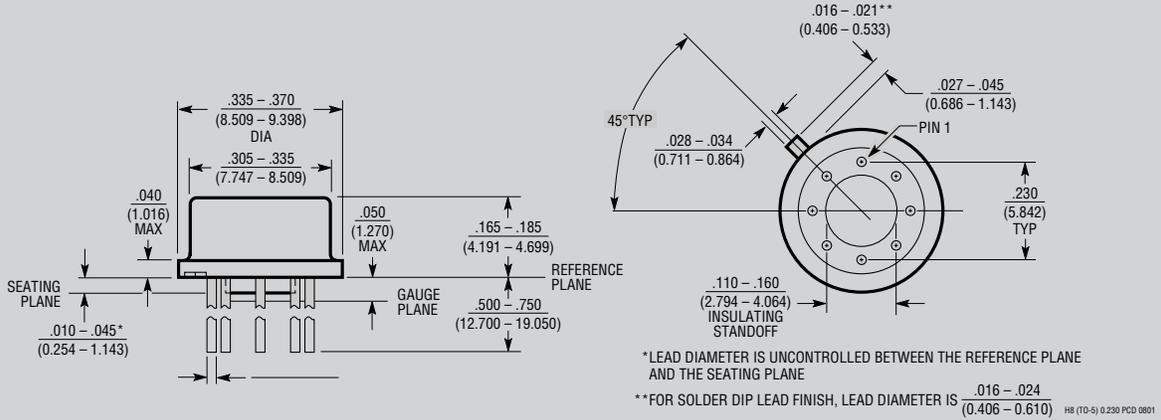 .335 – .370
(8.509 – 9.398)
DIA
.305 – .335
(7.747 – 8.509)
.040
(1.016)
MAX
.050
(1.270)
MAX
.165 – .185
(4.191 – 4.699)
REFERENCE
PLANE
SEATING
PLANE
GAUGE
PLANE
.500 – .750
(12.700 – 19.050)
.010 – .045*
(0.254 – 1.143)
.016 – .021**
(0.406 – 0.533)
.027 – .045
(0.686 – 1.143)
45°TYP
.028 – .034
(0.711 – 0.864)
PIN 1
.230
(5.842)
TYP
.110 – .160
(2.794 – 4.064)
INSULATING
STANDOFF
*LEAD DIAMETER IS UNCONTROLLED BETWEEN THE REFERENCE PLANE
AND THE SEATING PLANE
**FOR SOLDER DIP LEAD FINISH, LEAD DIAMETER IS .016 – .024
(0.406 – 0.610)
H8 (TO-5) 0.230 PCD 0801